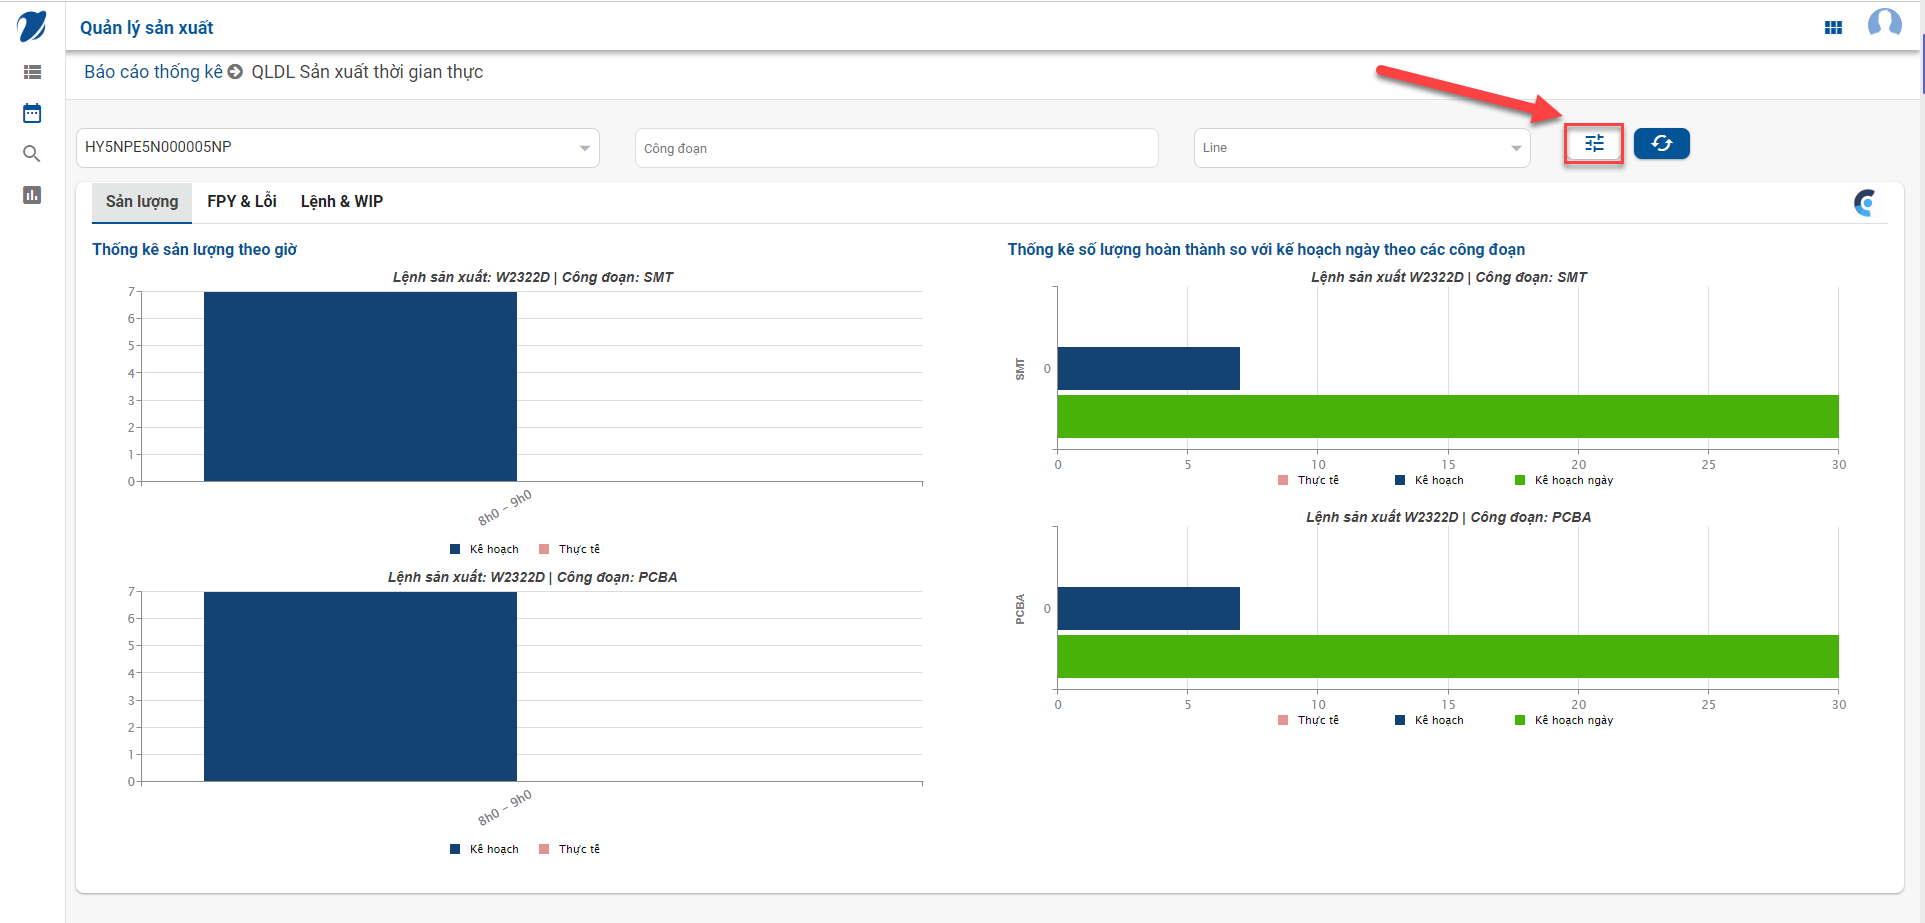 Quản lý sản xuất
Báo cáo thống kê QLDL Sản xuất thời gian thực
HY5NPE5N000005NP Công đoạn Line
Sản lượng FPY & Lỗi Lệnh & WIP
Thống kê sản lượng theo giờ
Lệnh sản xuất: W2322D | Công đoạn: SMT
7
6
5
4
3
2
1
0
8h0 – 9h0
Kế hoạch Thực tế
Lệnh sản xuất: W2322D | Công đoạn: PCBA
7
6
5
4
3
2
1
0
8h0 – 9h0
Kế hoạch Thực tế
Thống kê số lượng hoàn thành so với kế hoạch ngày theo các công đoạn
Lệnh sản xuất W2322D | Công đoạn: SMT
SMT
0
0 5 10 15 20 25 30
Thực tế Kế hoạch Kế hoạch ngày
Lệnh sản xuất W2322D | Công đoạn: PCBA
PCBA
0
0 5 10 15 20 25 30
Thực tế Kế hoạch Kế hoạch ngày